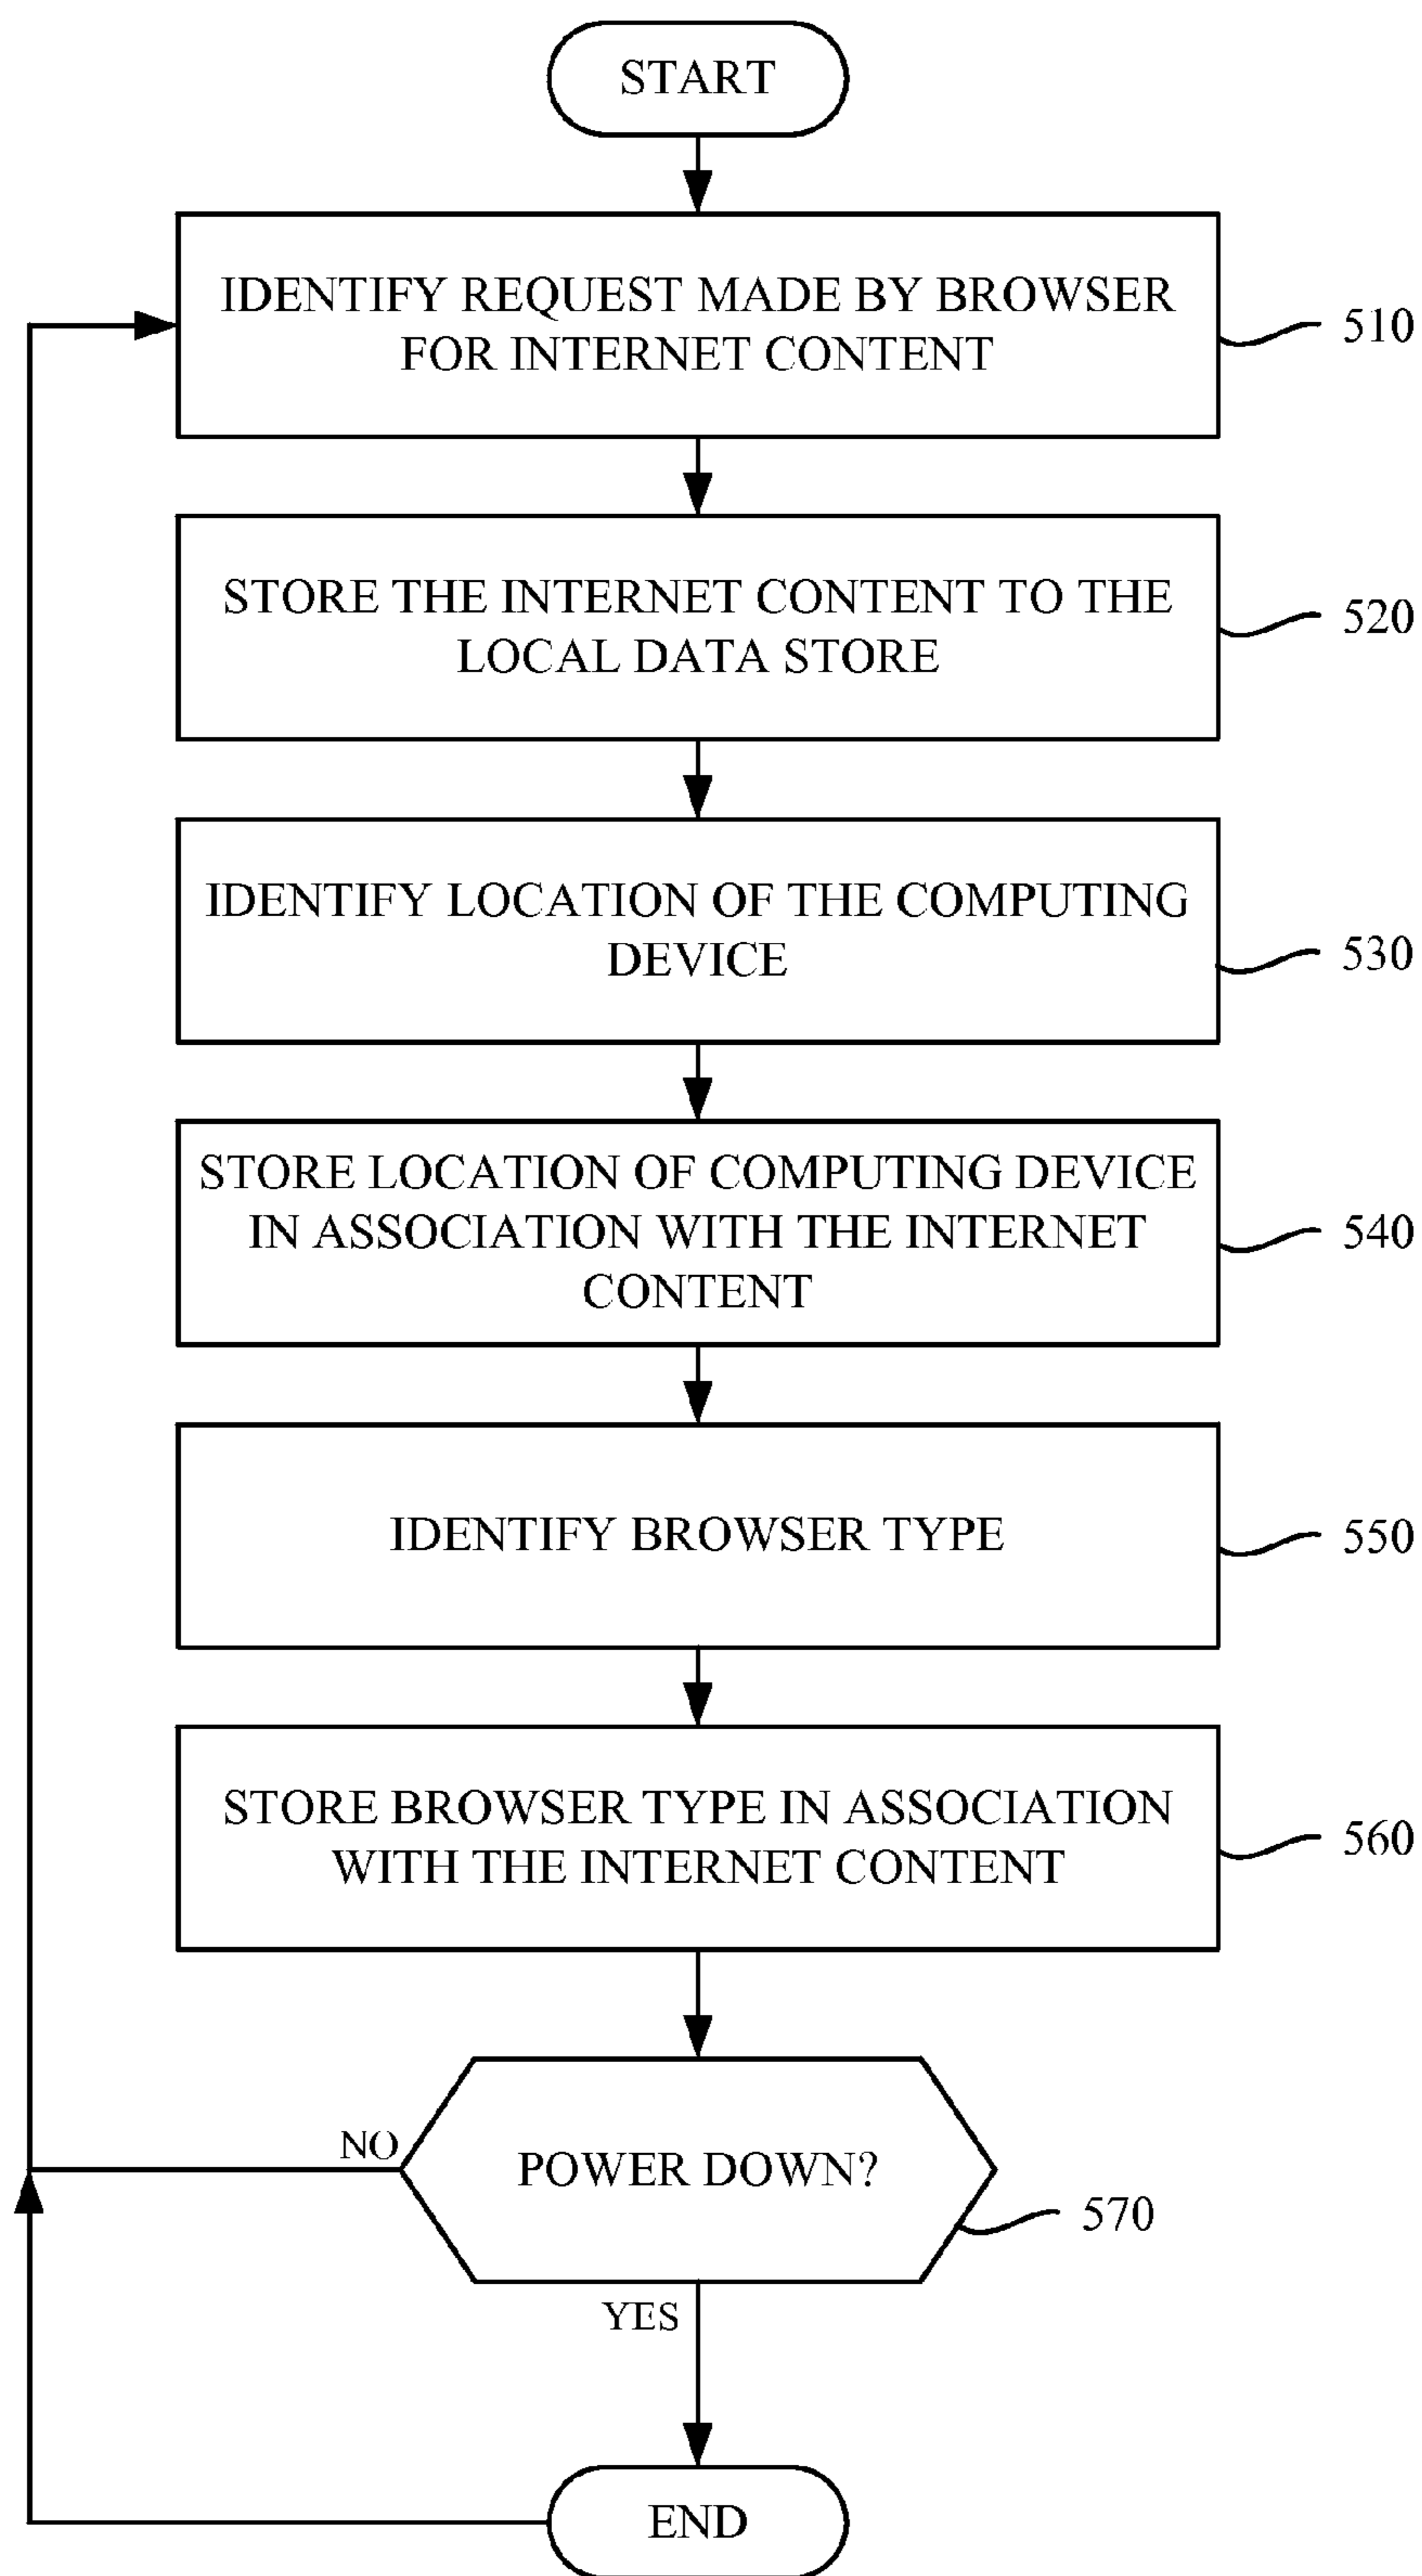 START
IDENTIFY REQUEST MADE BY BROWSER
FOR INTERNET CONTENT
510
STORE THE INTERNET CONTENT TO THE
LOCAL DATA STORE
520
IDENTIFY LOCATION OF THE COMPUTING
DEVICE
530
STORE LOCATION OF COMPUTING DEVICE
IN ASSOCIATION WITH THE INTERNET
CONTENT
540
IDENTIFY BROWSER TYPE
550
STORE BROWSER TYPE IN ASSOCIATION
WITH THE INTERNET CONTENT
560
NO
POWER DOWN?
570
YES
END